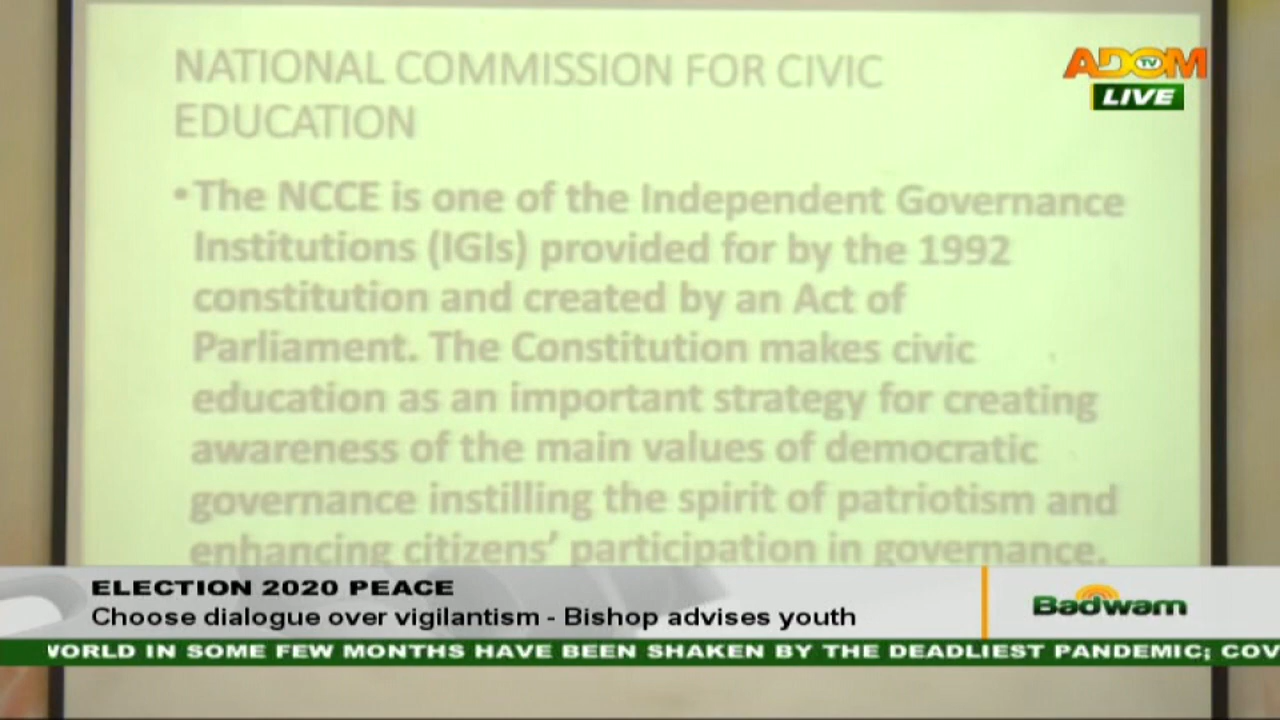 NATIONAL COMMISSION FOR CIVIC
EDUCATION
• The NCCE is one of the Independent Governance
Institutions (IGIs) provided for by the 1992
constitution and created by an Act of
Parliament. The Constitution makes civic
education as an important strategy for creating
awareness of the main values of democratic
governance instilling the spirit of patriotism and
enhancing citizens’ participation in governance.
ADOM TV
LIVE
ELECTION 2020 PEACE
Choose dialogue over vigilantism - Bishop advises youth
Badwam
WORLD IN SOME FEW MONTHS HAVE BEEN SHAKEN BY THE DEADLIEST PANDEMIC; COV